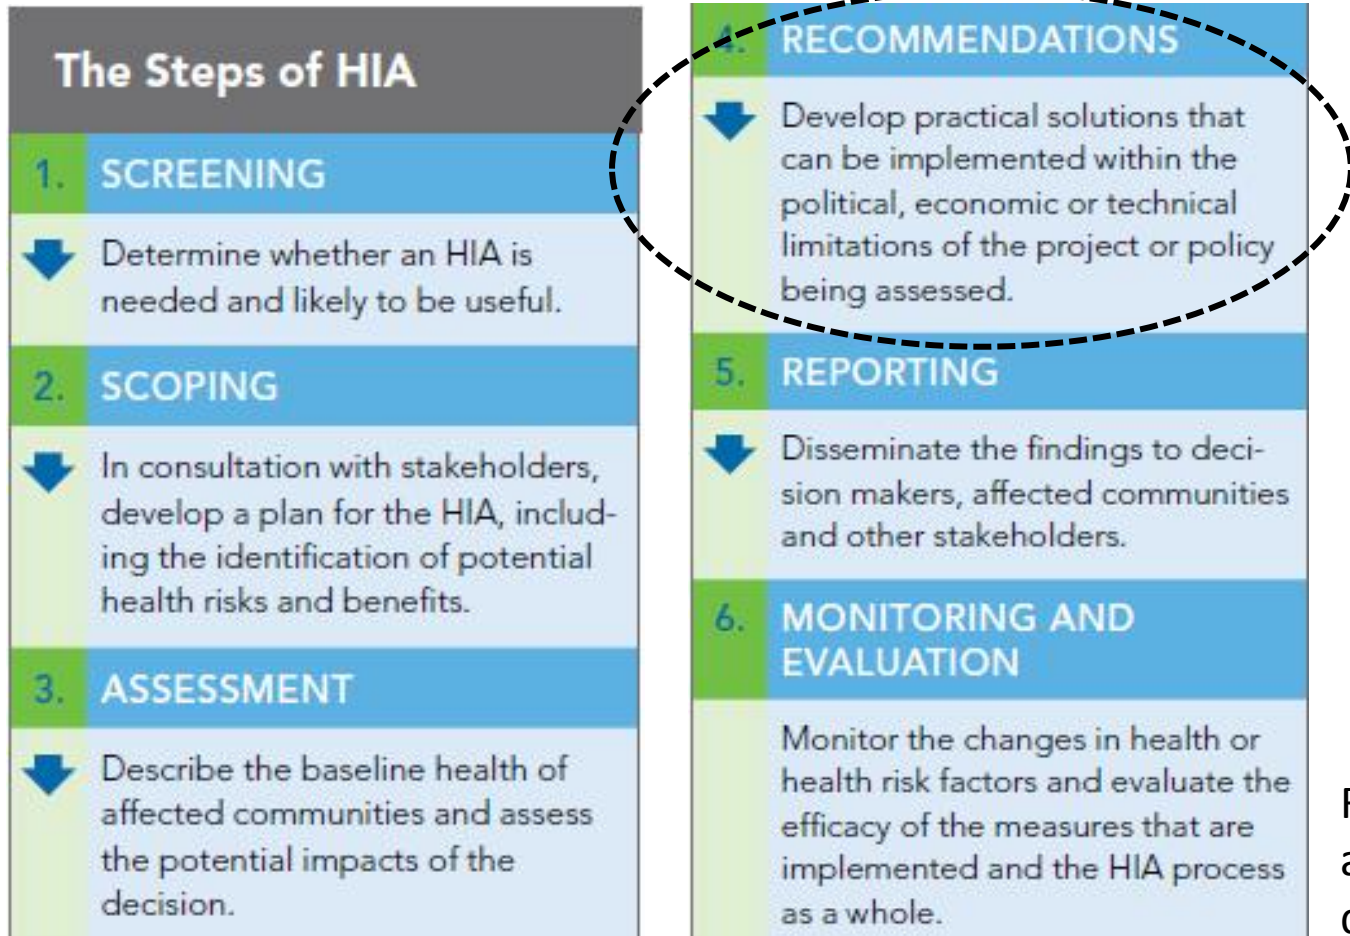 The Steps of HIA
1. SCREENING
Determine whether an HIA is
needed and likely to be useful.
2. SCOPING
In consultation with stakeholders,
develop a plan for the HIA, includ-
ing the identification of potential
health risks and benefits.
3. ASSESSMENT
Describe the baseline health of
affected communities and assess
the potential impacts of the
decision.
4. RECOMMENDATIONS
Develop practical solutions that
can be implemented within the
political, economic or technical
limitations of the project or policy
being assessed.
5. REPORTING
Disseminate the findings to deci-
sion makers, affected communities
and other stakeholders.
6. MONITORING AND
EVALUATION
Monitor the changes in health or
health risk factors and evaluate the
efficacy of the measures that are
implemented and the HIA process
as a whole.